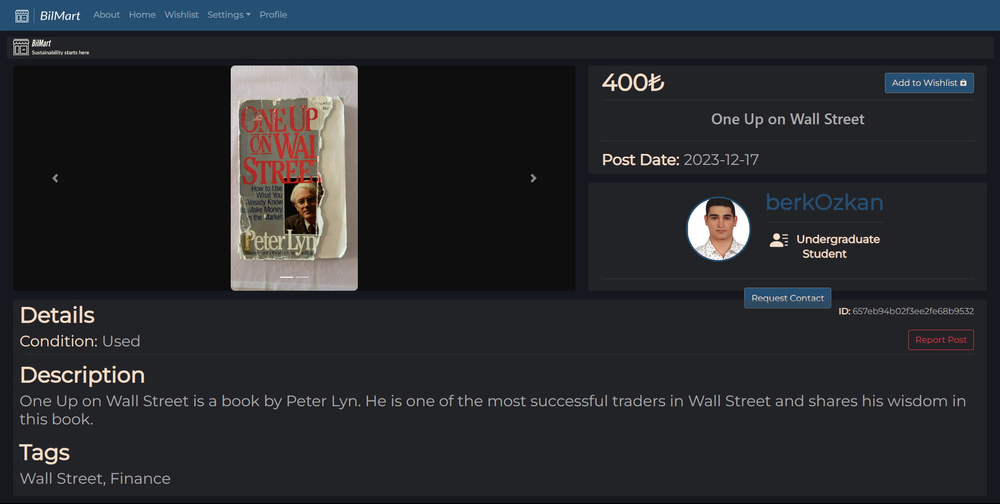 BilMart About Home Wishlist Settings Profile
BilMart
Sustainability starts here
ONE UP
ON WAL
STREE
How to Use
What You
Already Know
to Make Money
in the Market
Peter Lyn
400₺
Add to Wishlist
One Up on Wall Street
Post Date: 2023-12-17
berkOzkan
Undergraduate
Student
Request Contact
Details
ID: 657eb94b02f3ee2fe68b9532
Condition: Used
Report Post
Description
One Up on Wall Street is a book by Peter Lyn. He is one of the most successful traders in Wall Street and shares his wisdom in
this book.
Tags
Wall Street, Finance